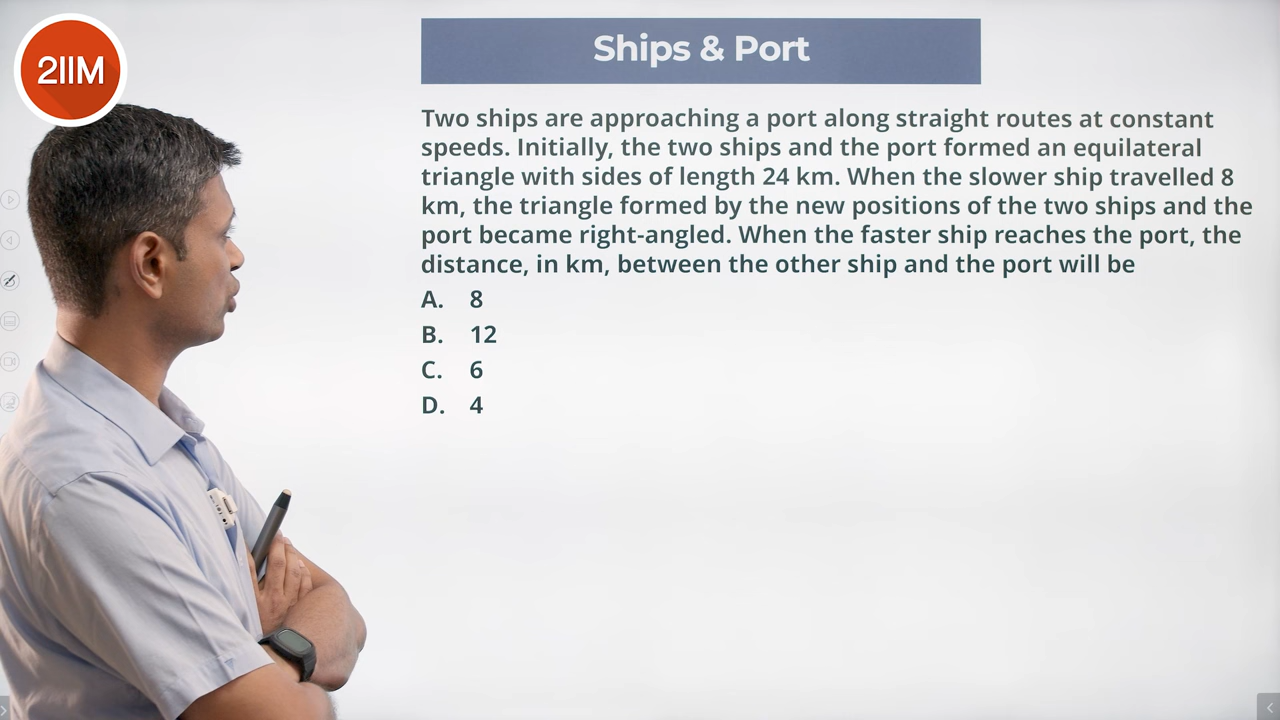 2IIM
Ships & Port
Two ships are approaching a port along straight routes at constant
speeds. Initially, the two ships and the port formed an equilateral
triangle with sides of length 24 km. When the slower ship travelled 8
km, the triangle formed by the new positions of the two ships and the
port became right-angled. When the faster ship reaches the port, the
distance, in km, between the other ship and the port will be
A. 8
B. 12
C. 6
D. 4